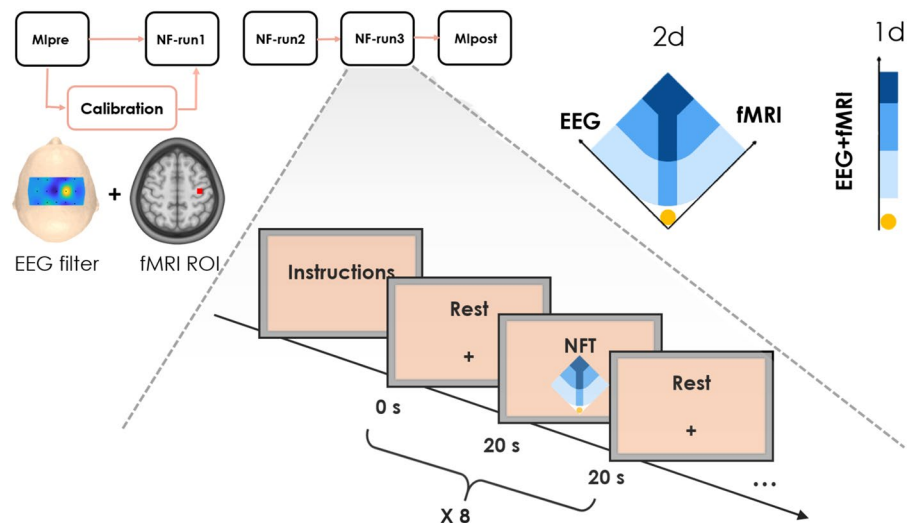 MIpre
NF-run1
NF-run2
NF-run3
MIpost
Calibration
EEG filter
+
fMRI ROI
2d
1d
EEG
fMRI
EEG+fMRI
Instructions
Rest
+
NFT
Rest
+
0 s
20 s
20 s
...
X 8